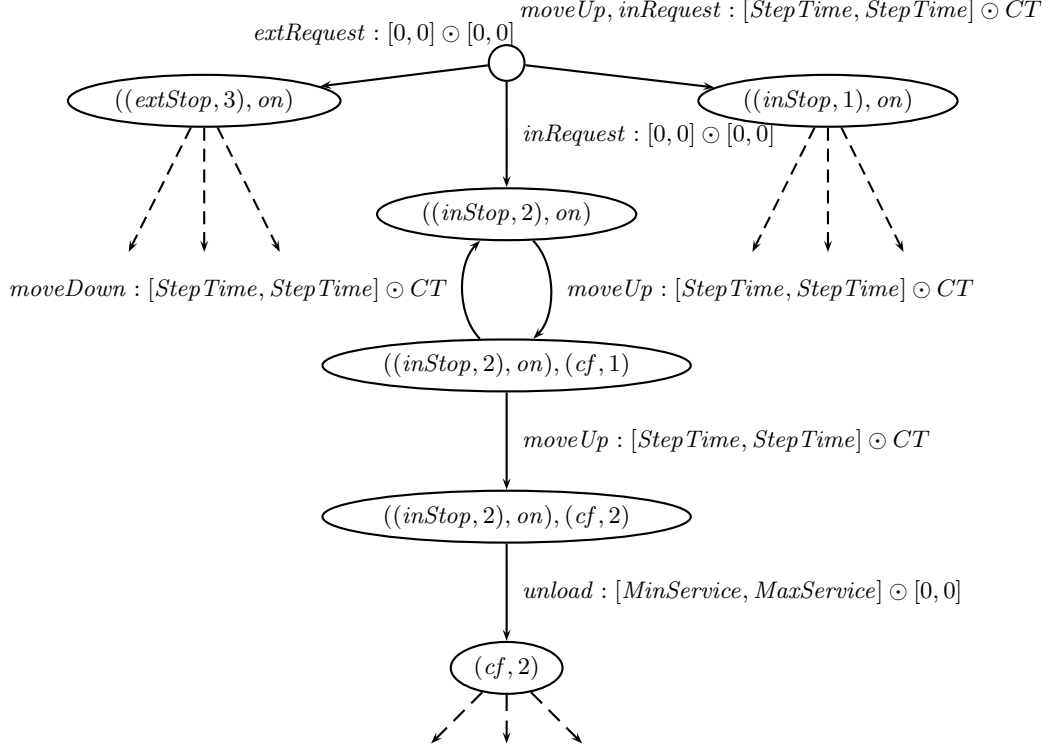 moveUp, inRequest : [StepTime, StepTime] ⊙ CT
extRequest : [0, 0] ⊙ [0, 0]
((extStop, 3), on)
((inStop, 1), on)
inRequest : [0, 0] ⊙ [0, 0]
((inStop, 2), on)
moveDown : [StepTime, StepTime] ⊙ CT
moveUp : [StepTime, StepTime] ⊙ CT
((inStop, 2), on), (cf, 1)
moveUp : [StepTime, StepTime] ⊙ CT
((inStop, 2), on), (cf, 2)
unload : [MinService, MaxService] ⊙ [0, 0]
(cf, 2)